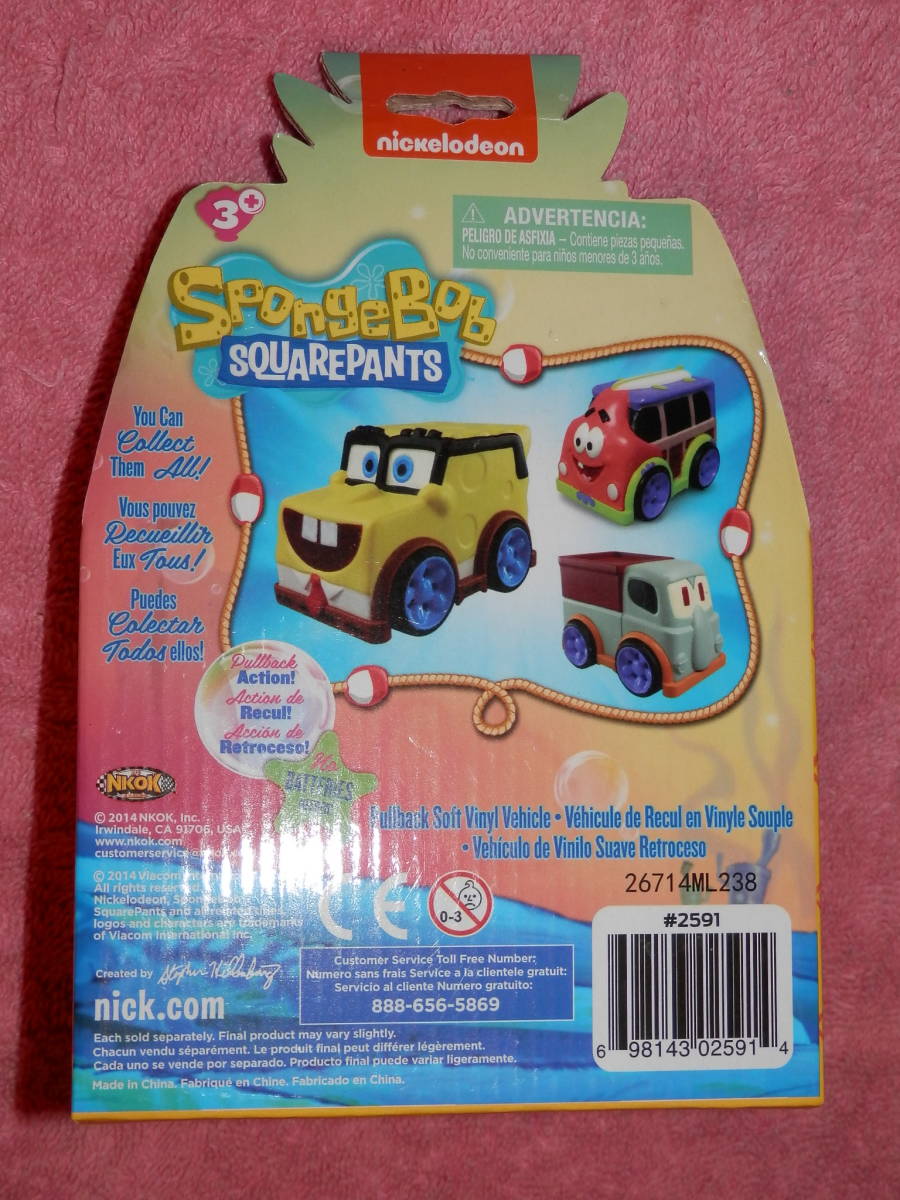 nickelodeon
3+
ADVERTENCIA:
PELIGRO DE ASFIXIA – Contiene piezas pequeñas.
No conveniente para niños menores de 3 años.
SpongeBob
SQUAREPANTS
You Can
Collect
Them All!
Vous pouvez
Recueillir
Eux Tous!
Puedes
Colectar
Todos ellos!
Pullback
Action!
Action de
Recul!
Acción de
Retroceso!
No
BATTERIES
NKOK
© 2014 NKOK, Inc.
Irwindale, CA 91706, USA
www.nkok.com
© 2014 Viacom
All rights reserved.
Nickelodeon, SpongeBob
SquarePants and all related titles,
logos and characters are trademarks
of Viacom International Inc.
Created by Stephen Hillenburg
nick.com
Pullback Soft Vinyl Vehicle • Véhicule de Recul en Vinyle Souple
• Vehículo de Vinilo Suave Retroceso
26714ML238
CE
0-3
#2591
6 98143 02591 4
Customer Service Toll Free Number:
Numero sans frais Service a la clientele gratuit:
Servicio al cliente Numero gratuito:
888-656-5869
Each sold separately. Final product may vary slightly.
Chacun vendu séparément. Le produit final peut différer légèrement.
Cada uno se vende por separado. Producto final puede variar ligeramente.
Made in China. Fabriqué en Chine. Fabricado en China.